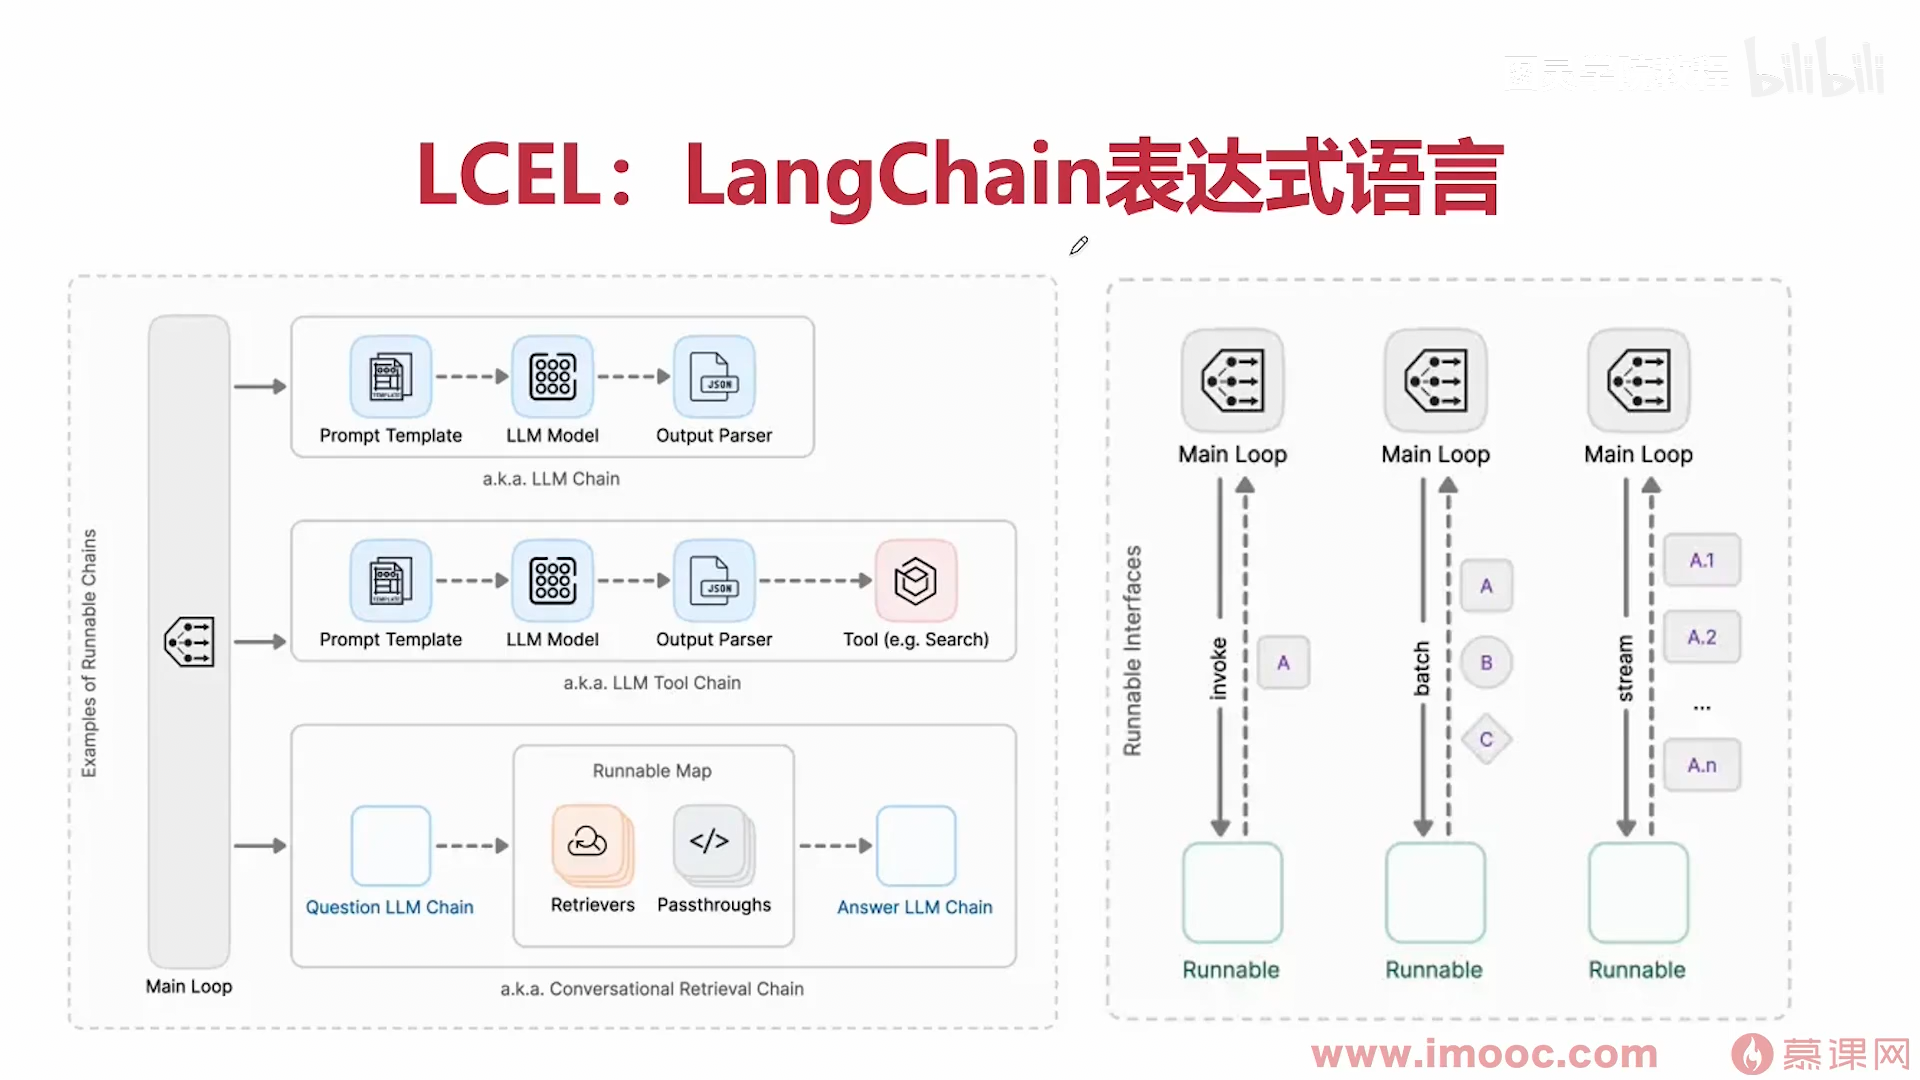 bilibili
LCEL：LangChain表达式语言
Examples of Runnable Chains
TEMPLATE
JSON
Prompt Template
LLM Model
Output Parser
a.k.a. LLM Chain
TEMPLATE
JSON
Prompt Template
LLM Model
Output Parser
Tool (e.g. Search)
a.k.a. LLM Tool Chain
Runnable Map
</>
Question LLM Chain
Retrievers
Passthroughs
Answer LLM Chain
Main Loop
a.k.a. Conversational Retrieval Chain
Runnable Interfaces
Main Loop
invoke
A
Runnable
Main Loop
batch
A
B
C
Runnable
Main Loop
stream
A.1
A.2
...
A.n
Runnable
www.imooc.com
慕课网